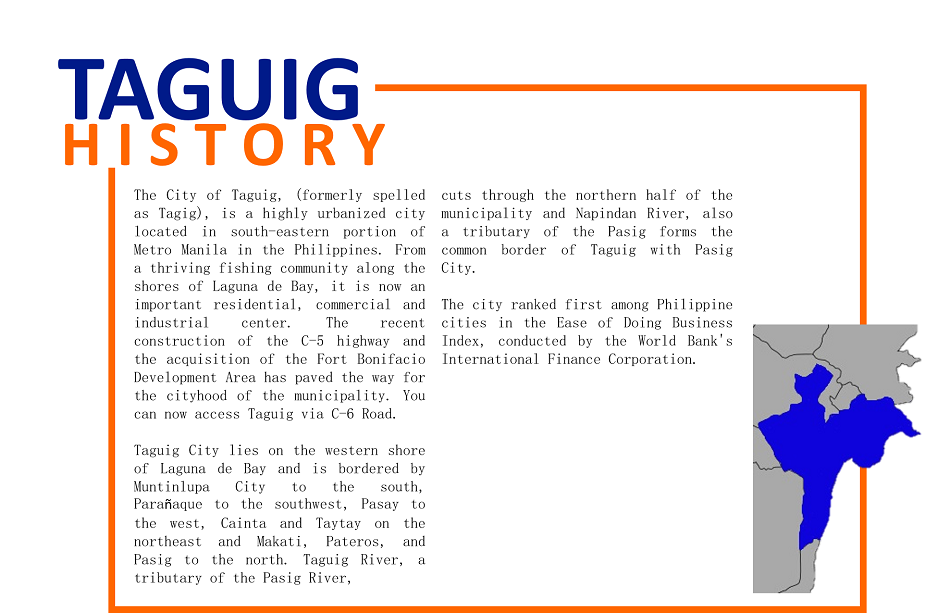 TAGUIG
HISTORY
The City of Taguig, (formerly spelled
as Tagig), is a highly urbanized city
located in south-eastern portion of
Metro Manila in the Philippines. From
a thriving fishing community along the
shores of Laguna de Bay, it is now an
important residential, commercial and
industrial center. The recent
construction of the C-5 highway and
the acquisition of the Fort Bonifacio
Development Area has paved the way for
the cityhood of the municipality. You
can now access Taguig via C-6 Road.
Taguig City lies on the western shore
of Laguna de Bay and is bordered by
Muntinlupa City to the south,
Parañaque to the southwest, Pasay to
the west, Cainta and Taytay on the
northeast and Makati, Pateros, and
Pasig to the north. Taguig River, a
tributary of the Pasig River,
cuts through the northern half of the
municipality and Napindan River, also
a tributary of the Pasig forms the
common border of Taguig with Pasig
City.
The city ranked first among Philippine
cities in the Ease of Doing Business
Index, conducted by the World Bank's
International Finance Corporation.